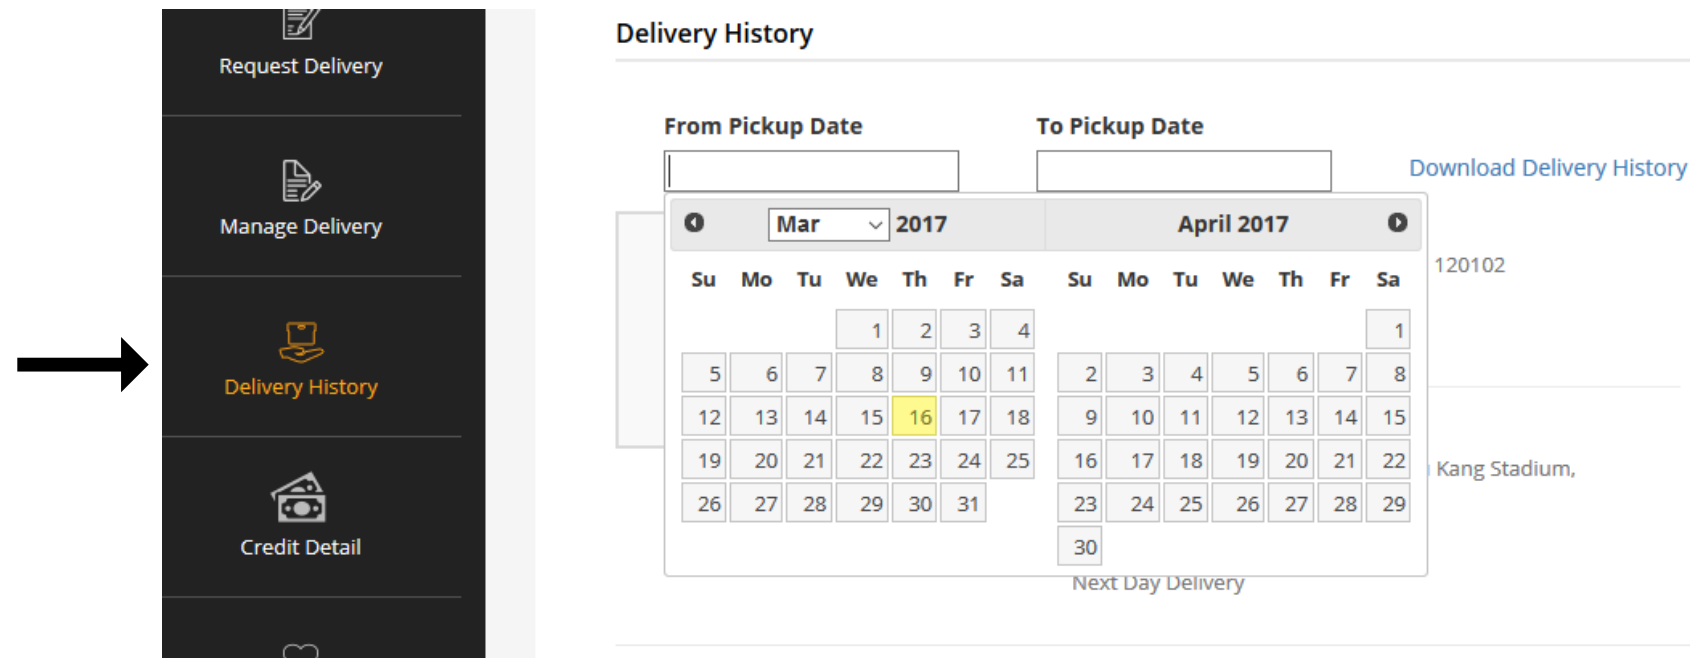 Request Delivery
Manage Delivery
Delivery History
Credit Detail
Delivery History
From Pickup Date
To Pickup Date
Download Delivery History
Mar 2017
Su Mo Tu We Th Fr Sa
1 2 3 4
5 6 7 8 9 10 11
12 13 14 15 16 17 18
19 20 21 22 23 24 25
26 27 28 29 30 31
April 2017
Su Mo Tu We Th Fr Sa
1
2 3 4 5 6 7 8
9 10 11 12 13 14 15
16 17 18 19 20 21 22
23 24 25 26 27 28 29
30
120102
Kang Stadium,
Next Day Delivery